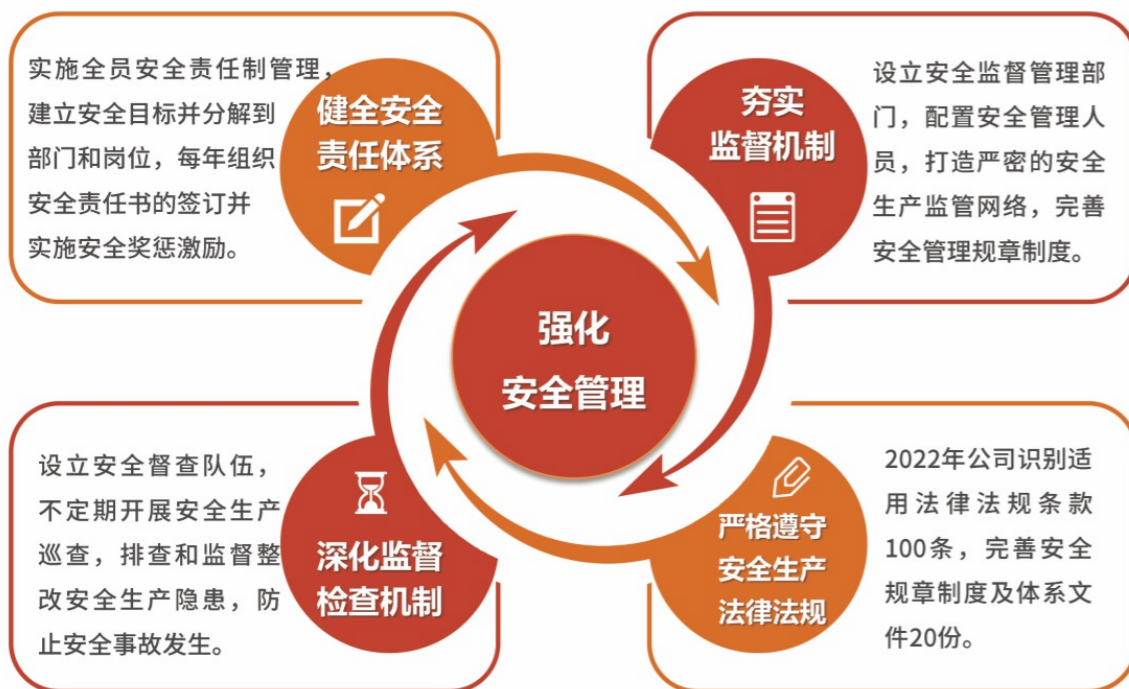 实施全员安全责任制管理，
建立安全目标并分解到
部门和岗位，每年组织
安全责任书的签订并
实施安全奖惩激励。
健全安全
责任体系
夯实
监督机制
设立安全监督管理部
门，配置安全管理人
员，打造严密的安全
生产监管网络，完善
安全管理规章制度。
强化
安全管理
设立安全督查队伍，
不定期开展安全生产
巡查，排查和监督整
改安全生产隐患，防
止安全事故发生。
深化监督
检查机制
严格遵守
安全生产
法律法规
2022年公司识别适
用法律法规条款
100条，完善安全
规章制度及体系文
件20份。